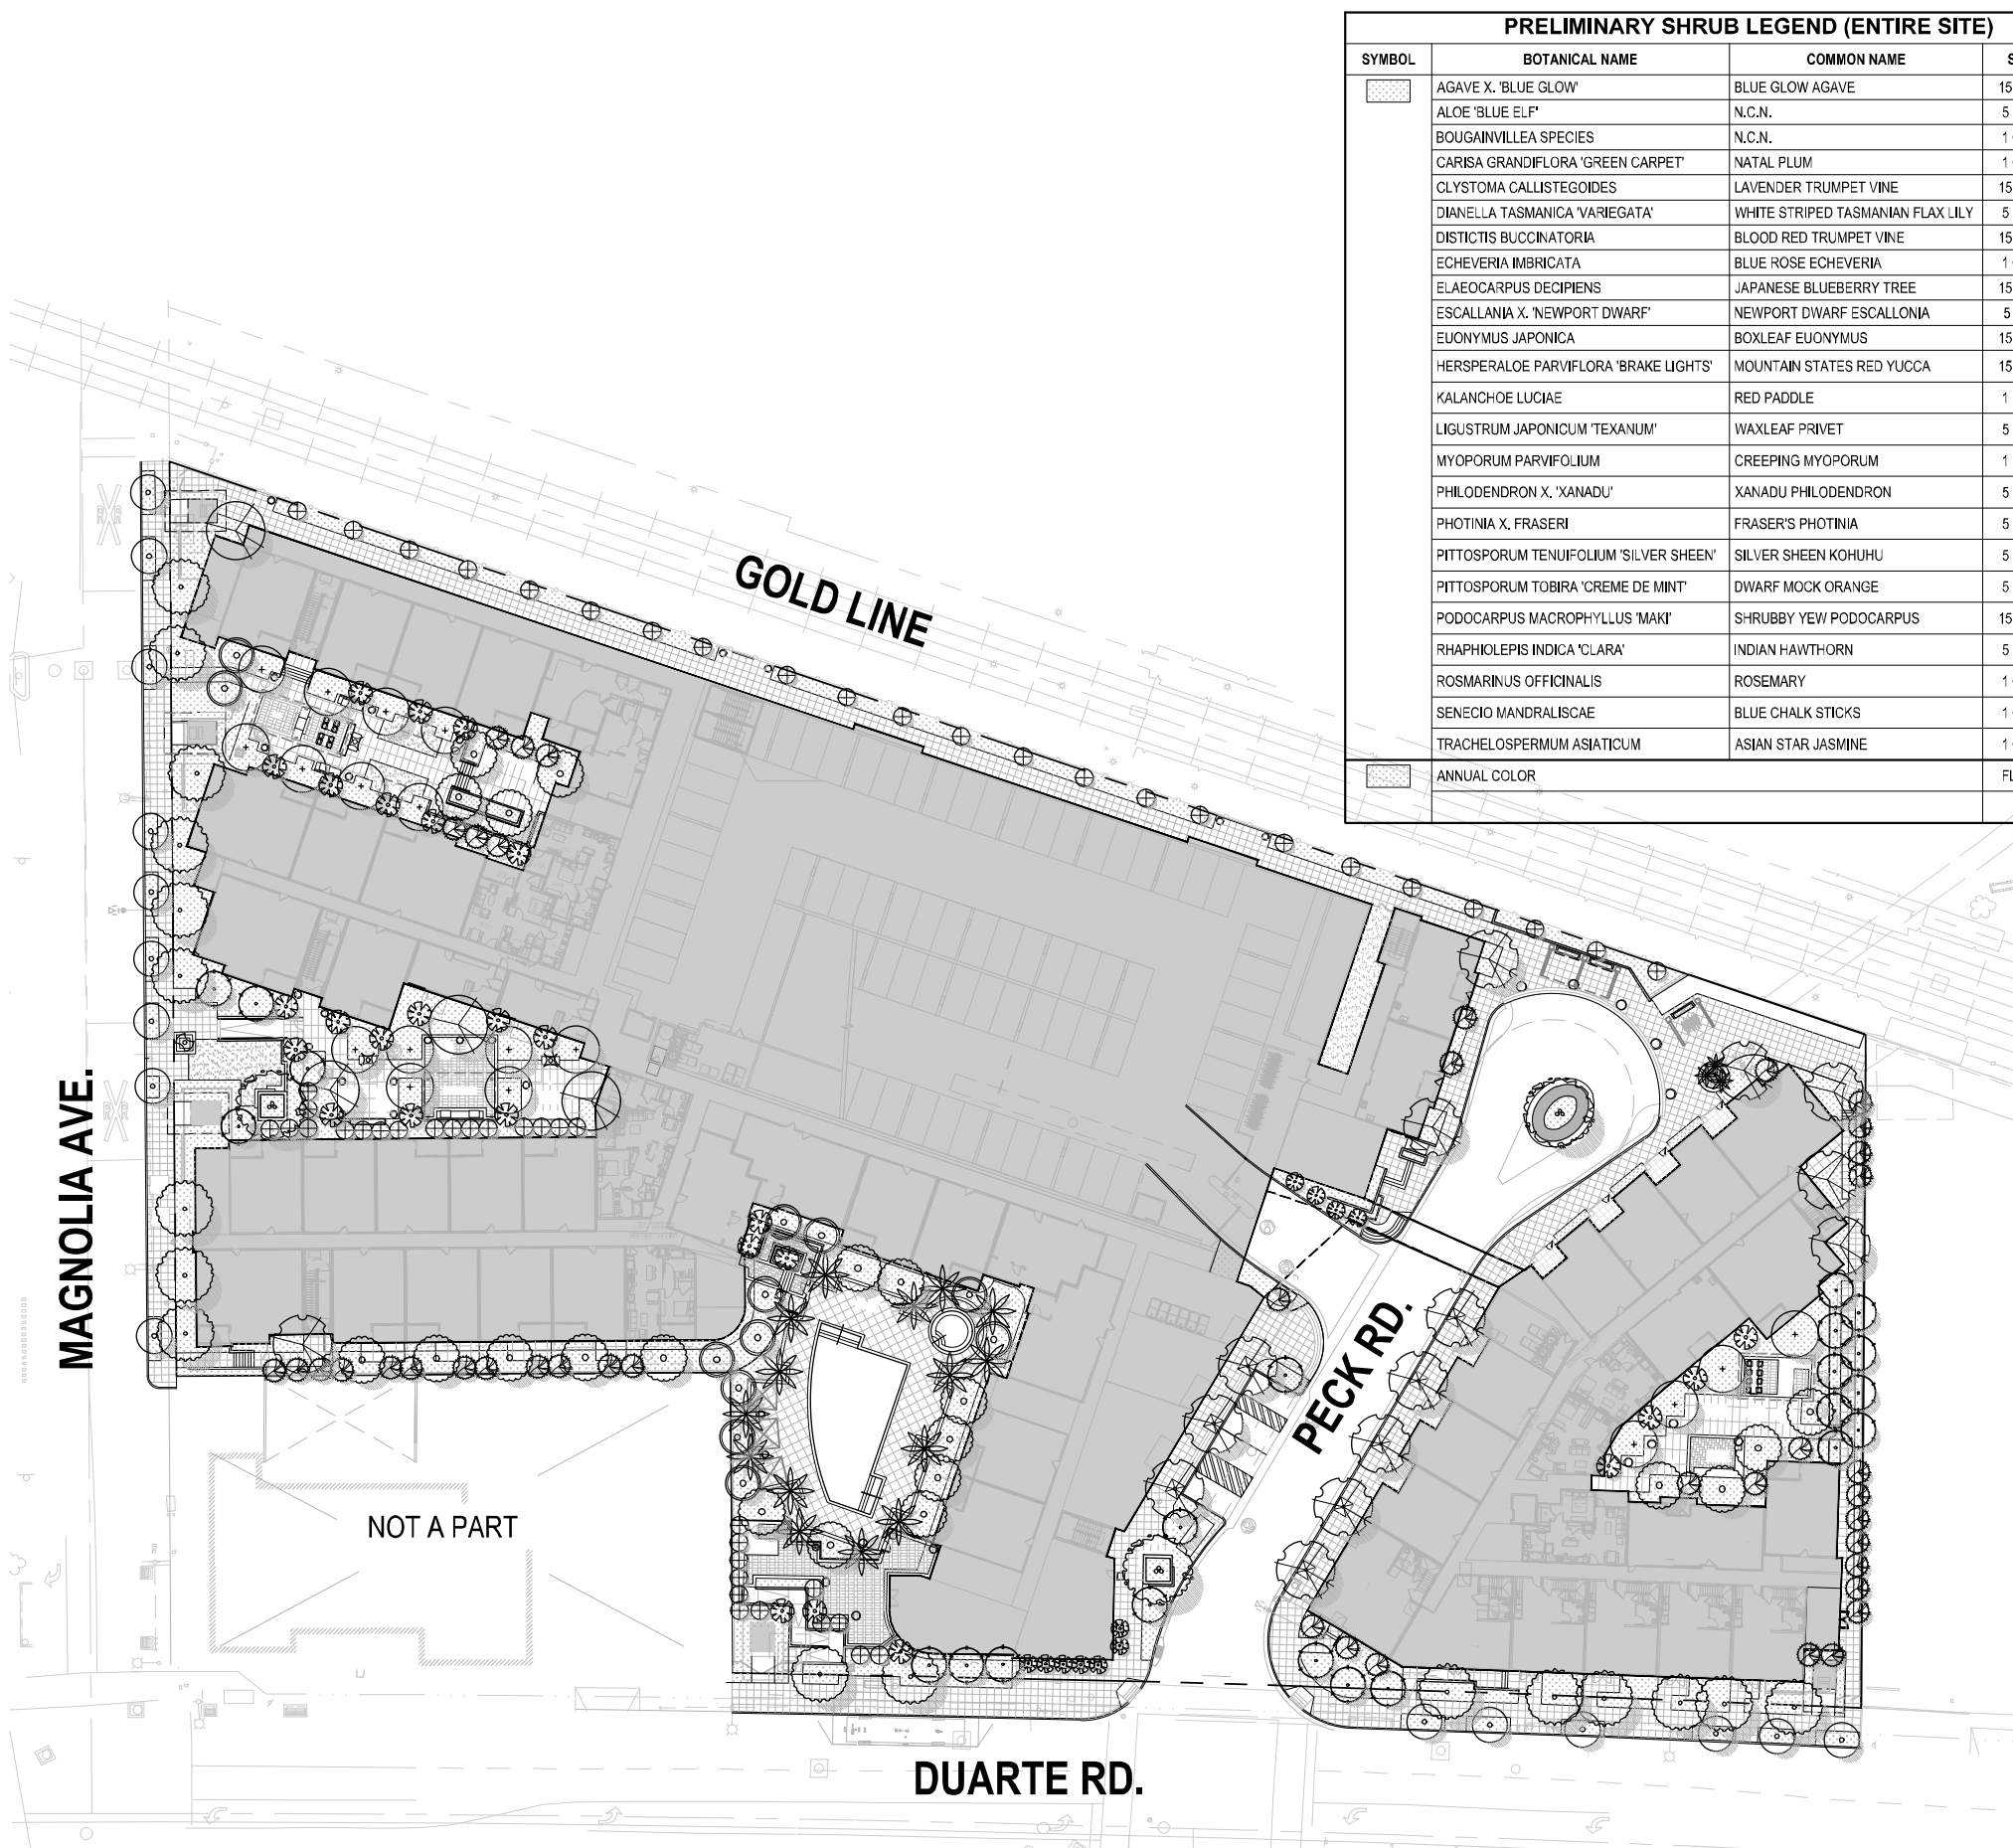 PRELIMINARY SHRUB LEGEND (ENTIRE SITE)
SYMBOL BOTANICAL NAME COMMON NAME S
AGAVE X. 'BLUE GLOW' BLUE GLOW AGAVE 15
ALOE 'BLUE ELF' N.C.N. 5
BOUGAINVILLEA SPECIES N.C.N. 1
CARISA GRANDIFLORA 'GREEN CARPET' NATAL PLUM 1
CLYSTOMA CALLISTEGOIDES LAVENDER TRUMPET VINE 15
DIANELLA TASMANICA 'VARIEGATA' WHITE STRIPED TASMANIAN FLAX LILY 5
DISTICTIS BUCCINATORIA BLOOD RED TRUMPET VINE 15
ECHEVERIA IMBRICATA BLUE ROSE ECHEVERIA 1
ELAEOCARPUS DECIPIENS JAPANESE BLUEBERRY TREE 15
ESCALLANIA X. 'NEWPORT DWARF' NEWPORT DWARF ESCALLONIA 5
EUONYMUS JAPONICA BOXLEAF EUONYMUS 15
HERSPERALOE PARVIFLORA 'BRAKE LIGHTS' MOUNTAIN STATES RED YUCCA 15
KALANCHOE LUCIAE RED PADDLE 1
LIGUSTRUM JAPONICUM 'TEXANUM' WAXLEAF PRIVET 5
MYOPORUM PARVIFOLIUM CREEPING MYOPORUM 1
PHILODENDRON X. 'XANADU' XANADU PHILODENDRON 5
PHOTINIA X. FRASERI FRASER'S PHOTINIA 5
PITTOSPORUM TENUIFOLIUM 'SILVER SHEEN' SILVER SHEEN KOHUHU 5
PITTOSPORUM TOBIRA 'CREME DE MINT' DWARF MOCK ORANGE 5
PODOCARPUS MACROPHYLLUS 'MAKI' SHRUBBY YEW PODOCARPUS 15
RHAPHIOLEPIS INDICA 'CLARA' INDIAN HAWTHORN 5
ROSMARINUS OFFICINALIS ROSEMARY 1
SENECIO MANDRALISCAE BLUE CHALK STICKS 1
TRACHELOSPERMUM ASIATICUM ASIAN STAR JASMINE 1
ANNUAL COLOR FL
GOLD LINE
MAGNOLIA AVE.
PECK RD.
NOT A PART
DUARTE RD.